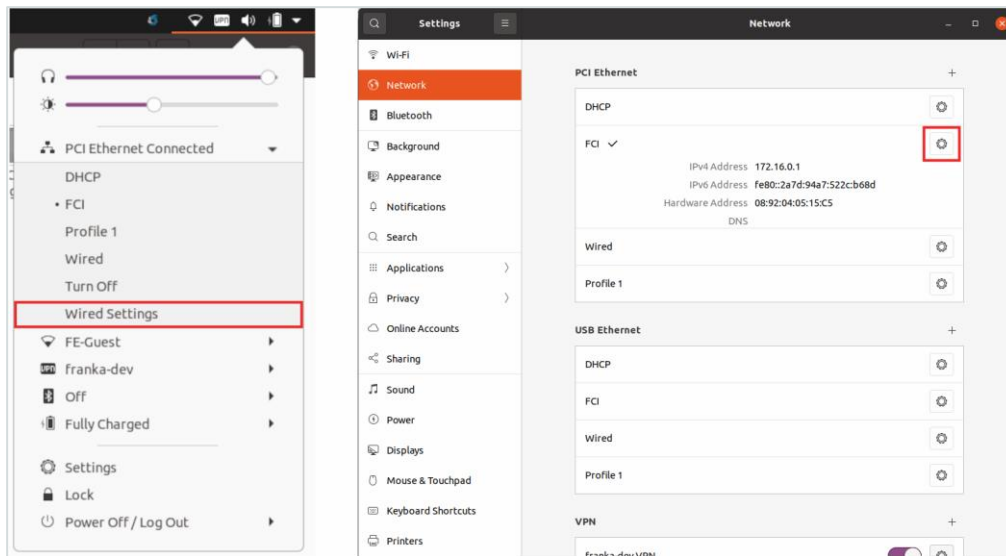 PCI Ethernet Connected
DHCP
• FCI
Profile 1
Wired
Turn Off
Wired Settings
FE-Guest
VPN franka-dev
Off
Fully Charged
Settings
Lock
Power Off / Log Out
Settings
Network
Wi-Fi
Network
Bluetooth
Background
Appearance
Notifications
Search
Applications
Privacy
Online Accounts
Sharing
Sound
Power
Displays
Mouse & Touchpad
Keyboard Shortcuts
Printers
PCI Ethernet
DHCP
FCI
IPv4 Address 172.16.0.1
IPv6 Address fe80::2a7d:94a7:522c:b68d
Hardware Address 08:92:04:05:15:C5
DNS
Wired
Profile 1
USB Ethernet
DHCP
FCI
Wired
Profile 1
VPN
franka-dev VPN